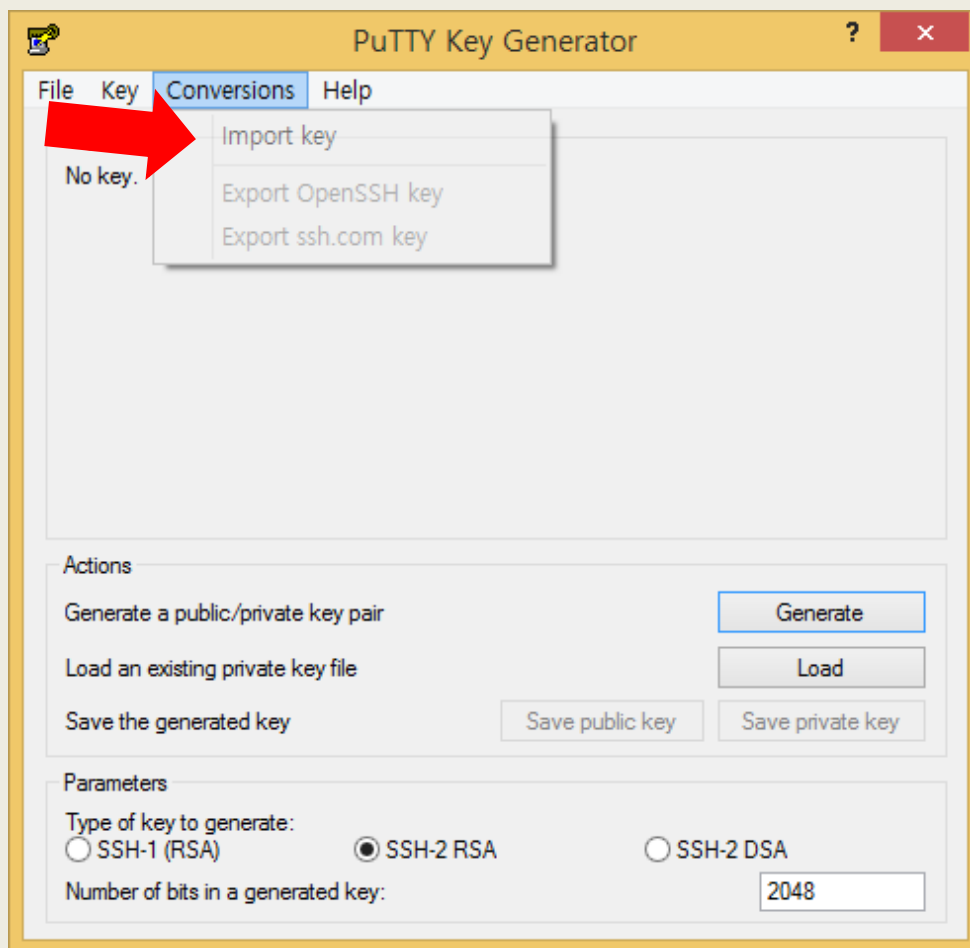 PuTTY Key Generator
?
File Key Conversions Help
Import key
No key.
Export OpenSSH key
Export ssh.com key
Actions
Generate a public/private key pair Generate
Load an existing private key file Load
Save the generated key Save public key Save private key
Parameters
Type of key to generate:
SSH-1 (RSA) SSH-2 RSA SSH-2 DSA
Number of bits in a generated key: 2048